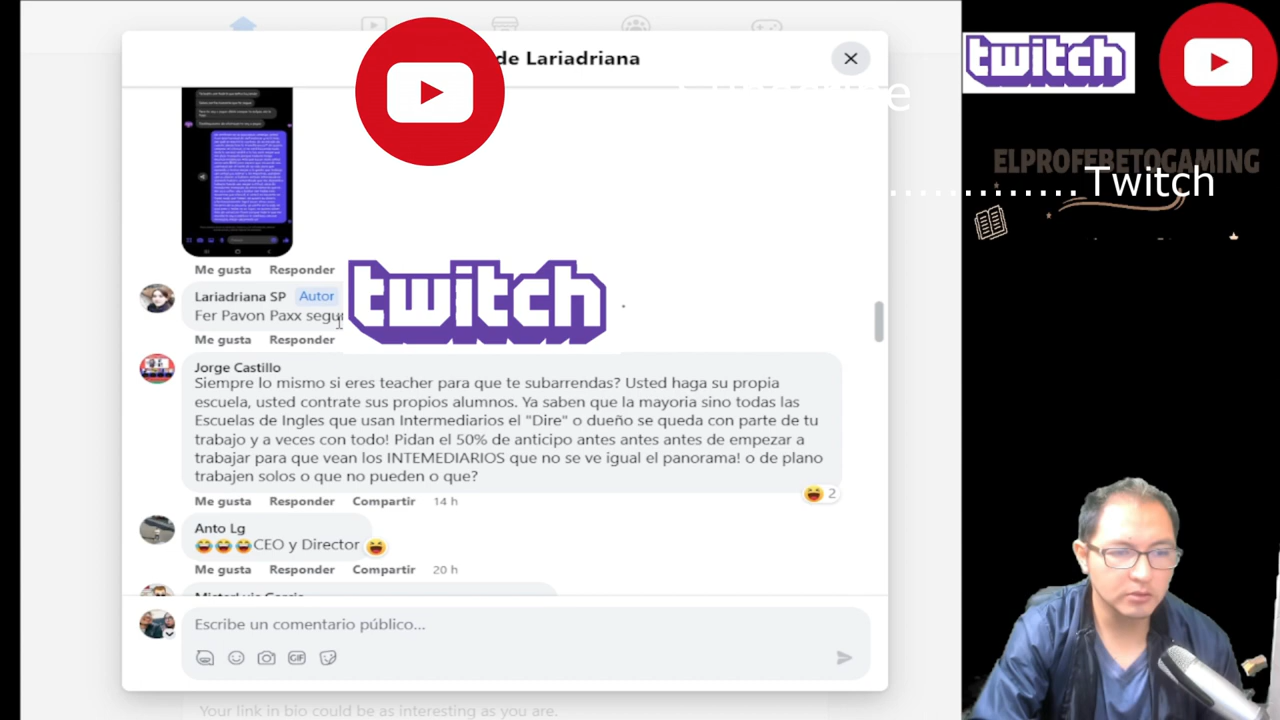 de Lariadriana
twitch
ELPROFE
GAMING
Twitch
Me gusta Responder
Lariadriana SP Autor
Fer Pavon Paxx segu
twitch
Me gusta Responder
Jorge Castillo
Siempre lo mismo si eres teacher para que te subarrendas? Usted haga su propia
escuela, usted contrate sus propios alumnos. Ya saben que la mayoria sino todas las
Escuelas de Ingles que usan Intermediarios el "Dire" o dueño se queda con parte de tu
trabajo y a veces con todo! Pidan el 50% de anticipo antes antes antes de empezar a
trabajar para que vean los INTEMEDIARIOS que no se ve igual el panorama! o de plano
trabajen solos o que no pueden o que?
2
Me gusta Responder Compartir 14 h
Anto Lg
CEO y Director
Me gusta Responder Compartir 20 h
Escribe un comentario público...
GIF
Your link in bio could be as interesting as you are.